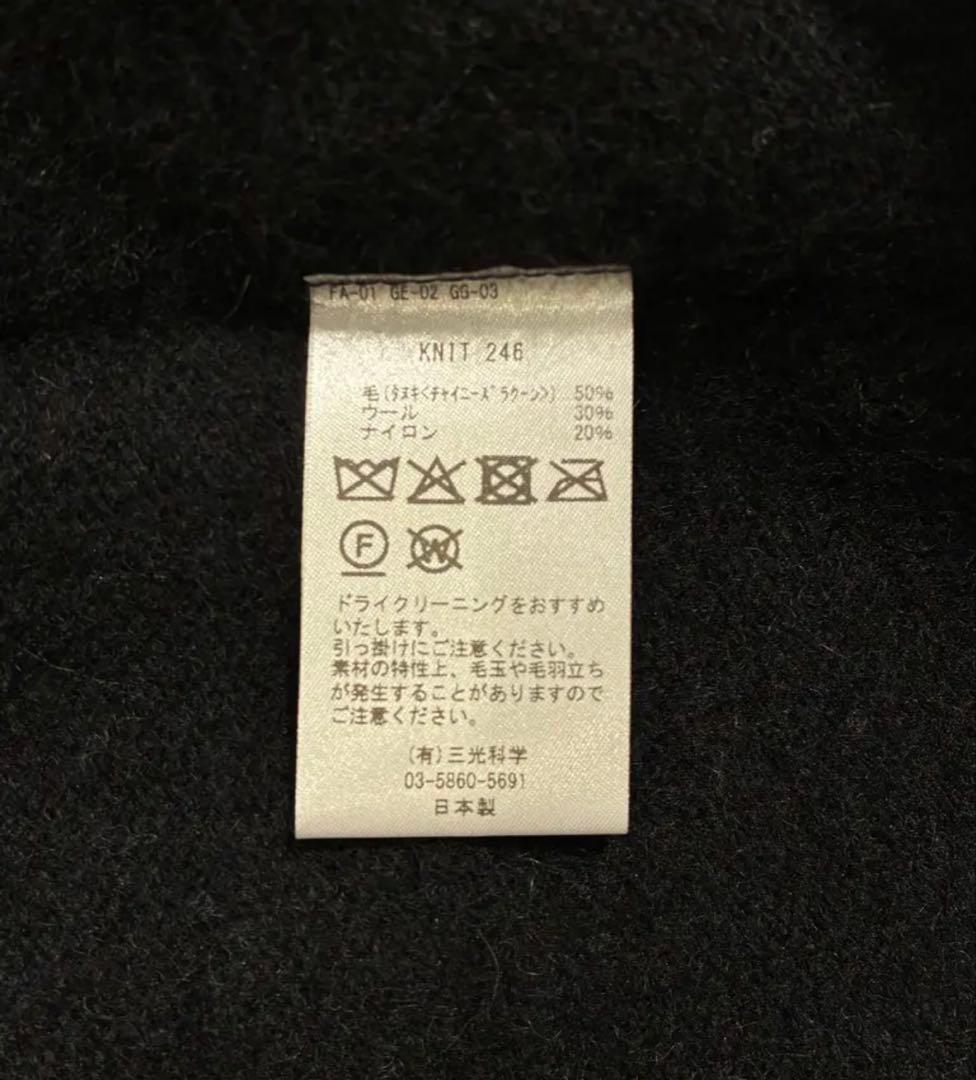 FA-01 GE-02 GG-03
KNIT 246
毛(タヌキ<チャイニーズラクーン>) 50%
ウール 30%
ナイロン 20%
F W
ドライクリーニングをおすすめ
いたします。
引っ掛けにご注意ください。
素材の特性上、毛玉や毛羽立ち
が発生することがありますので
ご注意ください。
(有)三光科学
03-5860-5691
日本製